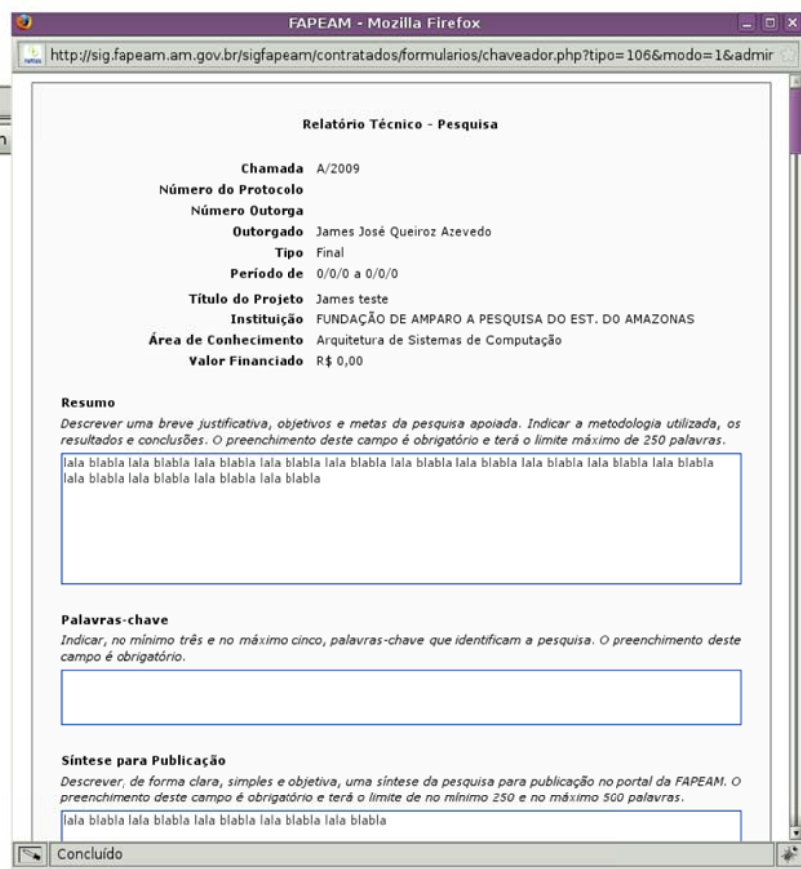 FAPEAM - Mozilla Firefox
http://sig.fapeam.am.gov.br/sigfapeam/contratados/formularios/chaveador.php?tipo=106&modo=1&admir
Relatório Técnico - Pesquisa
Chamada A/2009
Número do Protocolo
Número Outorga
Outorgado James José Queiroz Azevedo
Tipo Final
Período de 0/0/0 a 0/0/0
Título do Projeto James teste
Instituição FUNDAÇÃO DE AMPARO A PESQUISA DO EST. DO AMAZONAS
Área de Conhecimento Arquitetura de Sistemas de Computação
Valor Financiado R$ 0,00
Resumo
Descrever uma breve justificativa, objetivos e metas da pesquisa apoiada. Indicar a metodologia utilizada, os
resultados e conclusões. O preenchimento deste campo é obrigatório e terá o limite máximo de 250 palavras.
lala blabla lala blabla lala blabla lala blabla lala blabla lala blabla lala blabla lala blabla lala blabla lala blabla
lala blabla lala blabla lala blabla lala blabla
Palavras-chave
Indicar, no mínimo três e no máximo cinco, palavras-chave que identificam a pesquisa. O preenchimento deste
campo é obrigatório.
Síntese para Publicação
Descrever, de forma clara, simples e objetiva, uma síntese da pesquisa para publicação no portal da FAPEAM. O
preenchimento deste campo é obrigatório e terá o limite de no mínimo 250 e no máximo 500 palavras.
lala blabla lala blabla lala blabla lala blabla lala blabla
Concluído